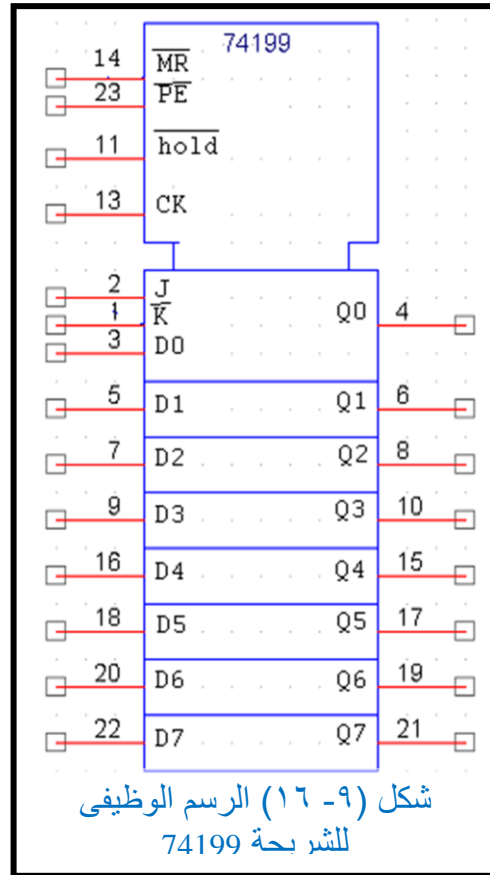 74199
14 MR
23 PE
11 hold
13 CK
2 J
1 K
3 D0 Q0 4
5 D1 Q1 6
7 D2 Q2 8
9 D3 Q3 10
16 D4 Q4 15
18 D5 Q5 17
20 D6 Q6 19
22 D7 Q7 21
شكل (٩- ١٦) الرسم الوظيفى
للشريحة 74199